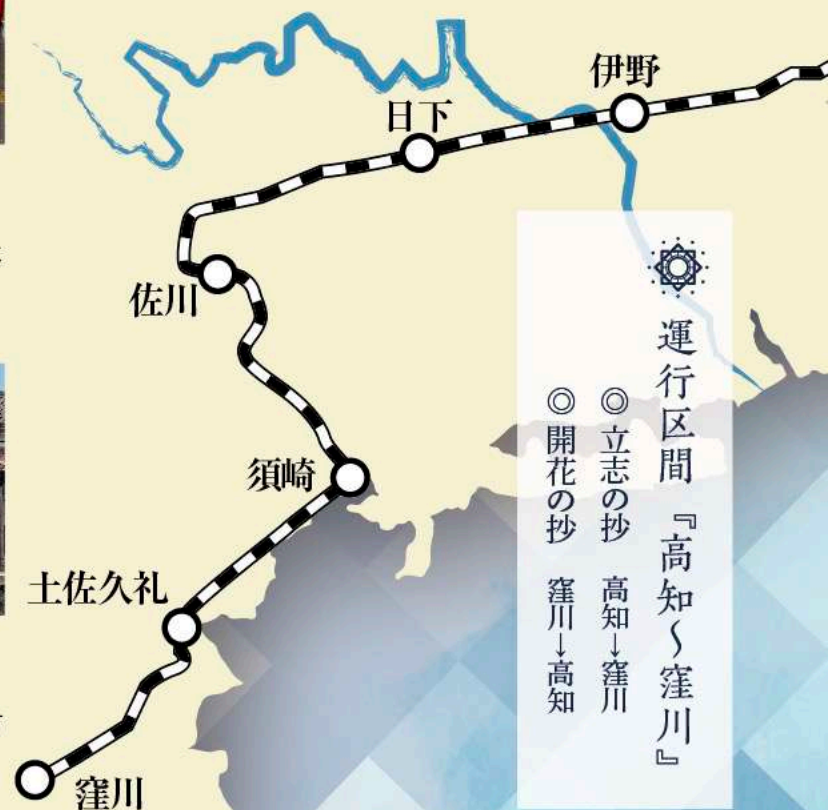 伊野
日下
佐川
須崎
土佐久礼
窪川
運行区間『高知～窪川』
◎ 立志の抄 高知→窪川
◎ 開花の抄 窪川→高知